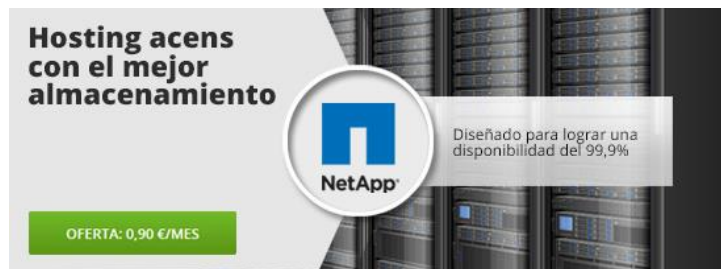 Hosting acens
con el mejor
almacenamiento
NetApp
Diseñado para lograr una
disponibilidad del 99,9%
OFERTA: 0,90 €/MES